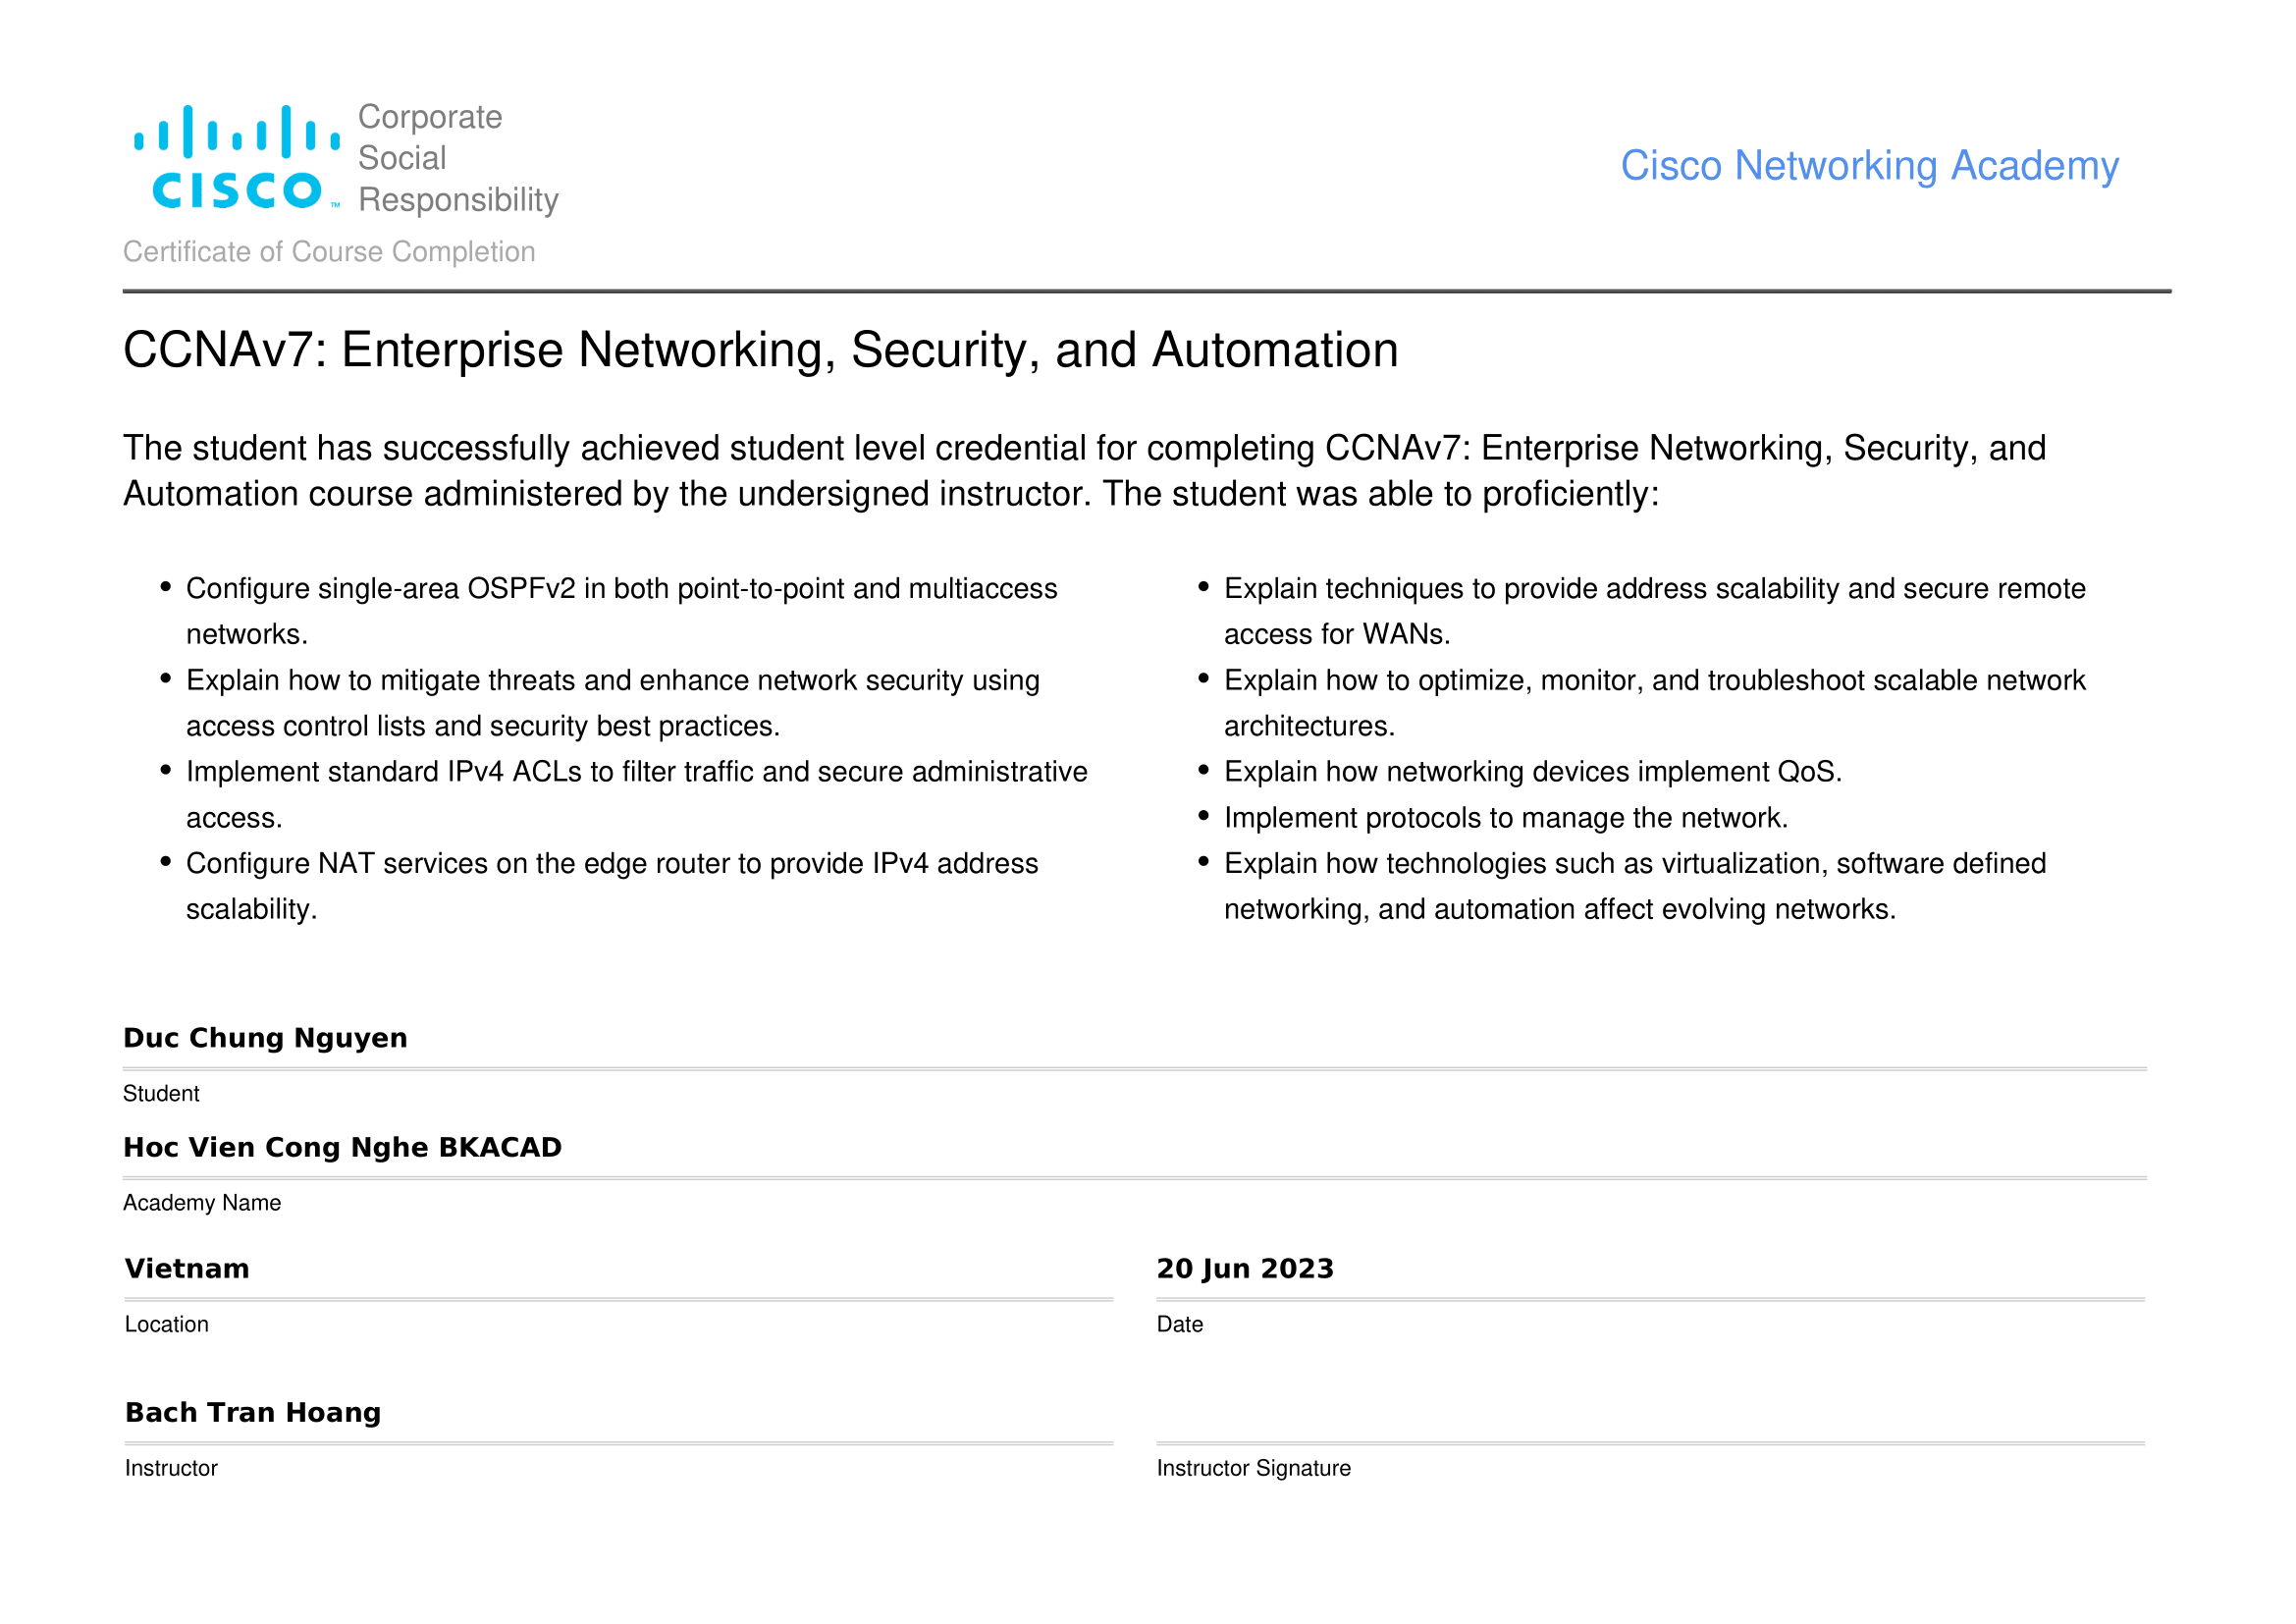 CISCO™
Corporate
Social
Responsibility
Cisco Networking Academy
Certificate of Course Completion
CCNAv7: Enterprise Networking, Security, and Automation
The student has successfully achieved student level credential for completing CCNAv7: Enterprise Networking, Security, and
Automation course administered by the undersigned instructor. The student was able to proficiently:
• Configure single-area OSPFv2 in both point-to-point and multiaccess
networks.
• Explain how to mitigate threats and enhance network security using
access control lists and security best practices.
• Implement standard IPv4 ACLs to filter traffic and secure administrative
access.
• Configure NAT services on the edge router to provide IPv4 address
scalability.
• Explain techniques to provide address scalability and secure remote
access for WANs.
• Explain how to optimize, monitor, and troubleshoot scalable network
architectures.
• Explain how networking devices implement QoS.
• Implement protocols to manage the network.
• Explain how technologies such as virtualization, software defined
networking, and automation affect evolving networks.
Duc Chung Nguyen
Student
Hoc Vien Cong Nghe BKACAD
Academy Name
Vietnam
Location
20 Jun 2023
Date
Bach Tran Hoang
Instructor
Instructor Signature